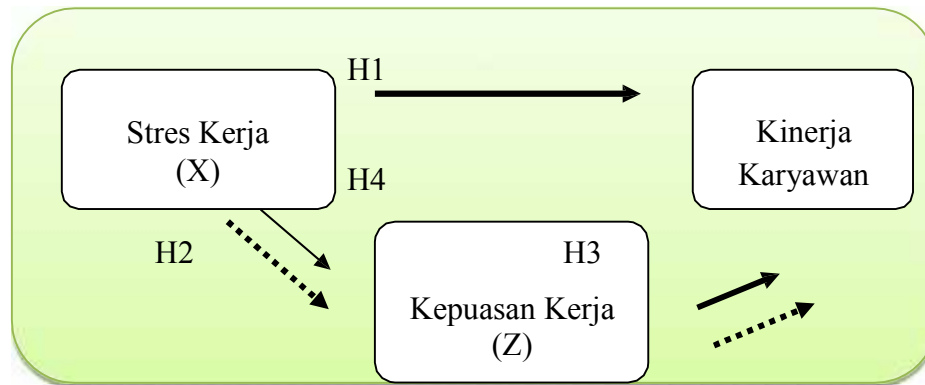 H1
Stres Kerja
(X)
Kinerja
Karyawan
H4
H2
H3
Kepuasan Kerja
(Z)